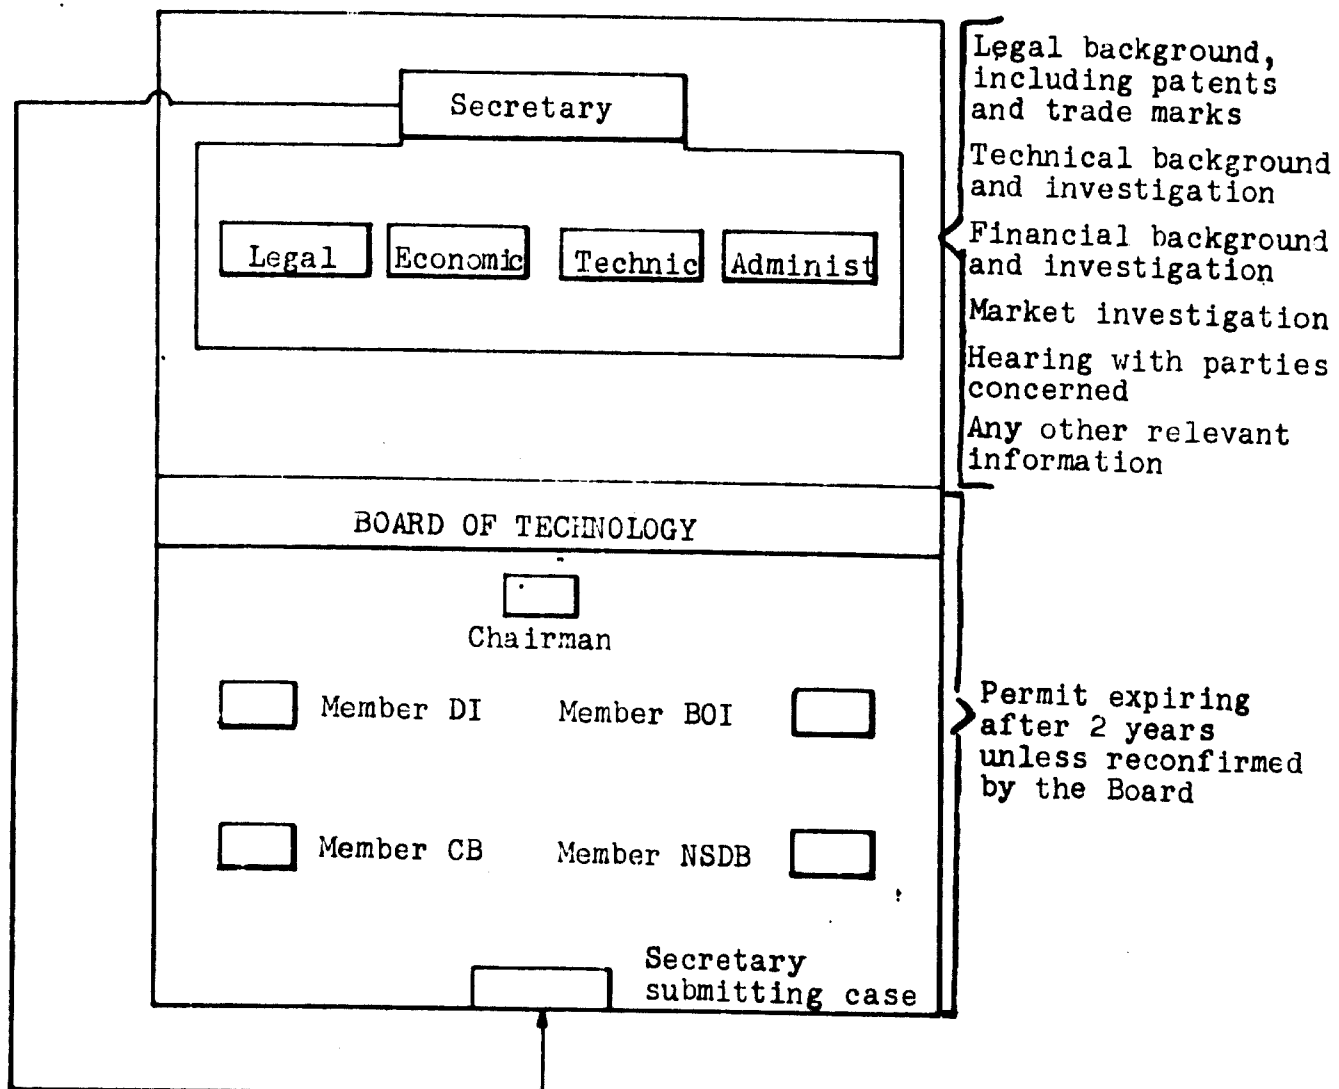 Secretary
Legal
Economic
Technic
Administ
Legal background,
including patents
and trade marks
Technical background
and investigation
Financial background
and investigation
Market investigation
Hearing with parties
concerned
Any other relevant
information
BOARD OF TECHNOLOGY
Chairman
Member DI
Member BOI
Member CB
Member NSDB
Secretary
submitting case
Permit expiring
after 2 years
unless reconfirmed
by the Board